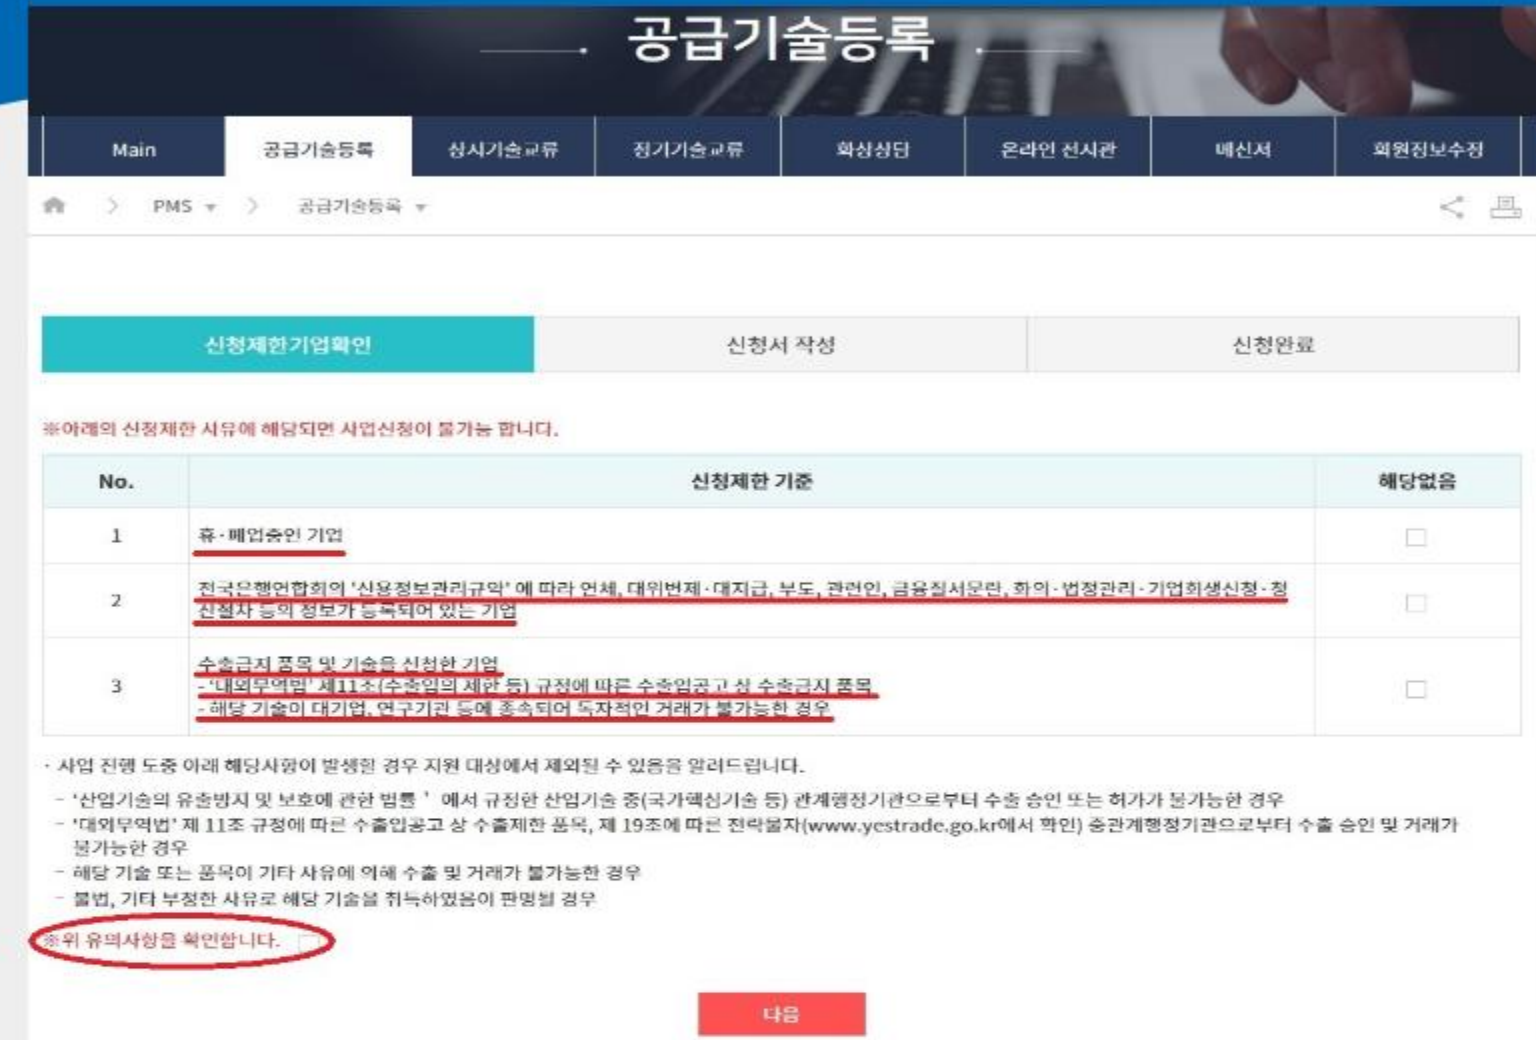 공급기술등록
Main 공급기술등록 상시기술교류 정기기술교류 화상상담 온라인 전시관 메신저 회원정보수정
PMS 공급기술등록
신청제한기업확인 신청서 작성 신청완료
※아래의 신청제한 사유에 해당되면 사업신청이 불가능 합니다.
No. 신청제한 기준 해당없음
1 휴·폐업중인 기업
2 전국은행연합회의 '신용정보관리규약' 에 따라 연체, 대위변제·대지급, 부도, 관련인, 금융질서문란, 화의·법정관리·기업회생신청·청
산절차 등의 정보가 등록되어 있는 기업
3 수출금지 품목 및 기술을 신청한 기업
- '대외무역법' 제11조(수출입의 제한 등) 규정에 따른 수출입공고 상 수출금지 품목
- 해당 기술이 대기업, 연구기관 등에 종속되어 독자적인 거래가 불가능한 경우
· 사업 진행 도중 아래 해당사항이 발생할 경우 지원 대상에서 제외될 수 있음을 알려드립니다.
- '산업기술의 유출방지 및 보호에 관한 법률 ' 에서 규정한 산업기술 중(국가핵심기술 등) 관계행정기관으로부터 수출 승인 또는 허가가 불가능한 경우
- '대외무역법' 제 11조 규정에 따른 수출입공고 상 수출제한 품목, 제 19조에 따른 전략물자(www.yestrade.go.kr에서 확인) 중관계행정기관으로부터 수출 승인 및 거래가
불가능한 경우
- 해당 기술 또는 품목이 기타 사유에 의해 수출 및 거래가 불가능한 경우
- 불법, 기타 부정한 사유로 해당 기술을 취득하였음이 판명될 경우
※위 유의사항을 확인합니다.
다음